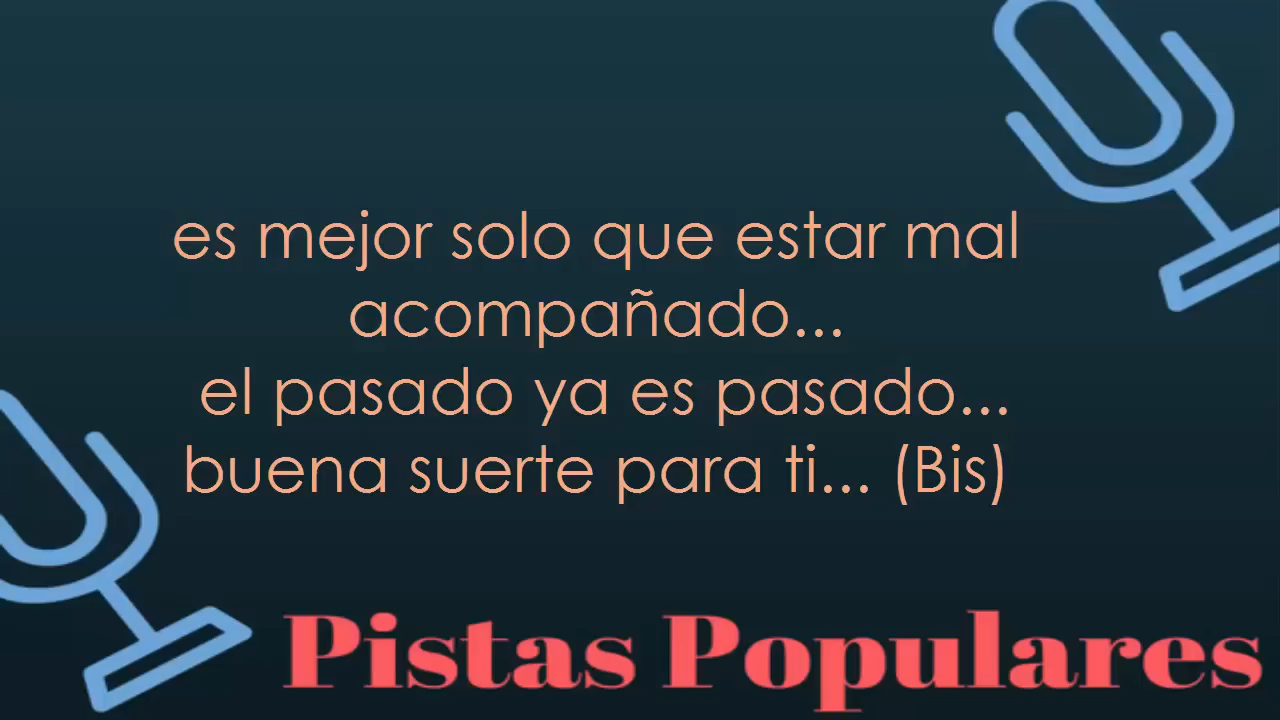 es mejor solo que estar mal
acompañado...
el pasado ya es pasado...
buena suerte para ti... (Bis)
Pistas Populares